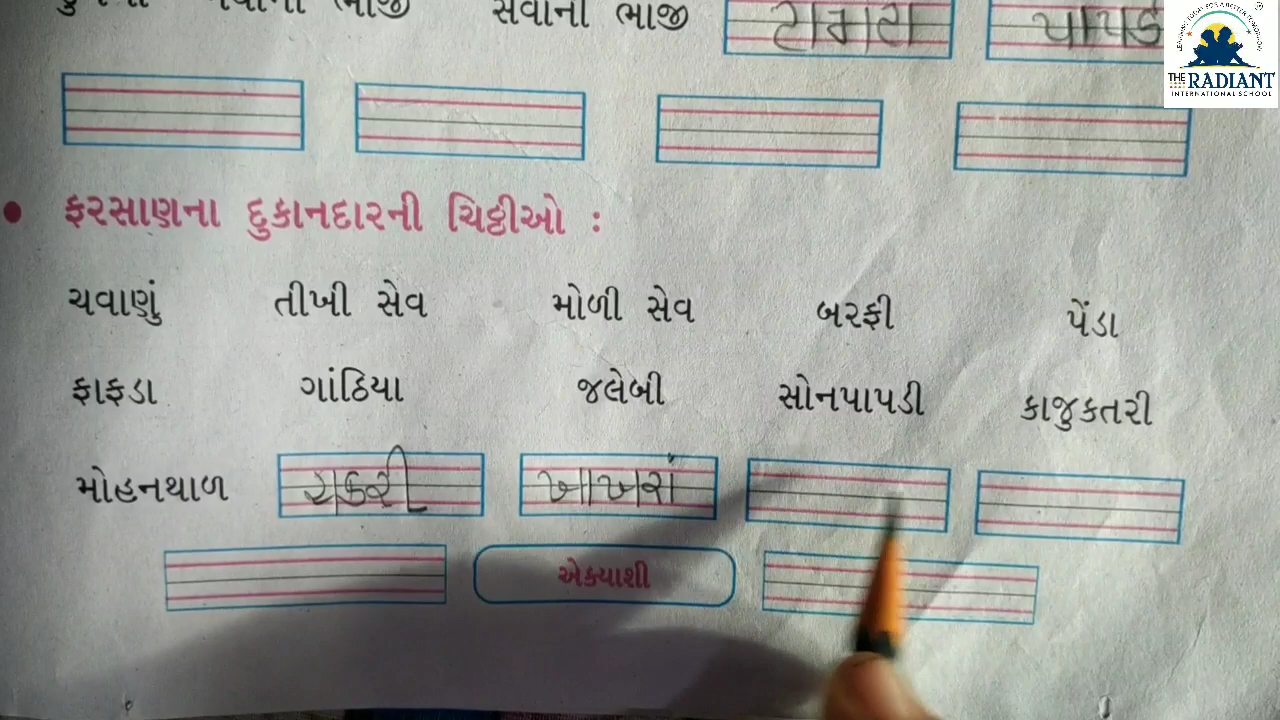 સેવાની ભાજી ટામેટા પાપડ
ફરસાણના દુકાનદારની ચિઠ્ઠીઓ :
ચવાણું તીખી સેવ મોળી સેવ બરફી પેંડા
ફાફડા ગાંઠિયા જલેબી સોનપાપડી કાજુકતરી
મોહનથાળ ચકરી ખાખરાં
એક્યાશી
THE RADIANT
INTERNATIONAL SCHOOL